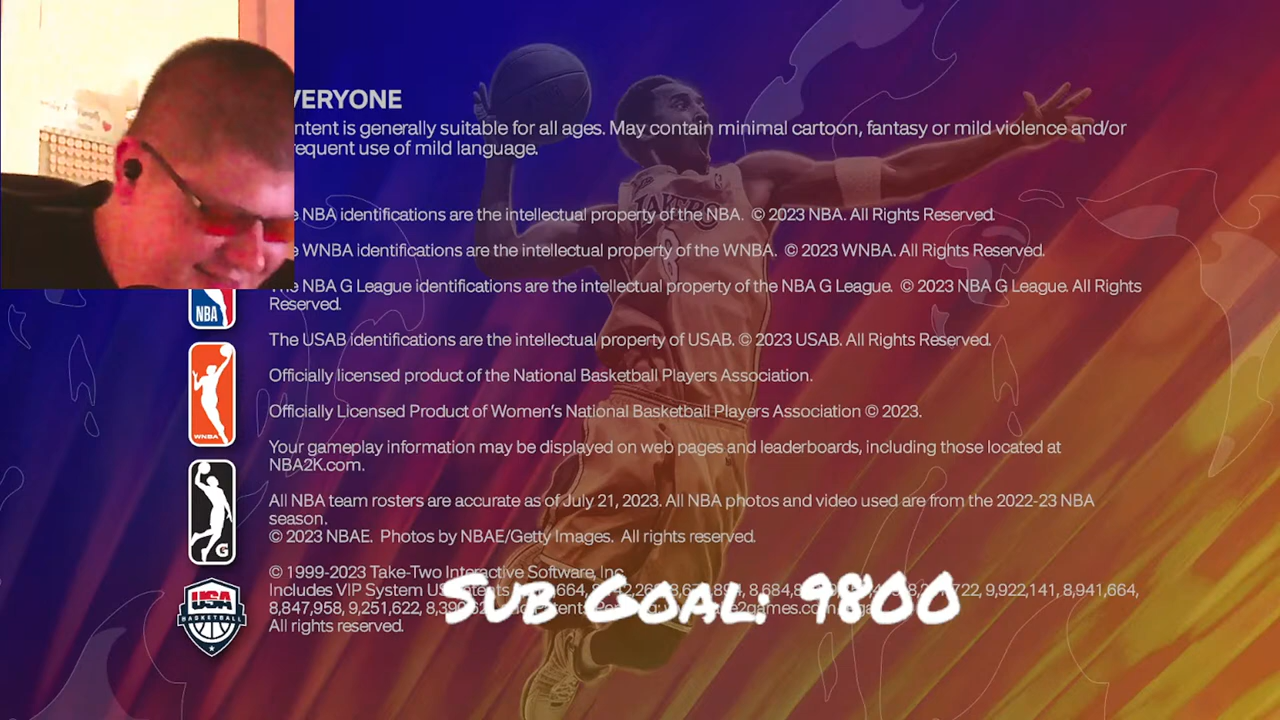 VERYONE
ntent is generally suitable for all ages. May contain minimal cartoon, fantasy or mild violence and/or
requent use of mild language.
NBA identifications are the intellectual property of the NBA. © 2023 NBA. All Rights Reserved.
WNBA identifications are the intellectual property of the WNBA. © 2023 WNBA. All Rights Reserved.
The NBA G League identifications are the intellectual property of the NBA G League. © 2023 NBA G League. All Rights
Reserved.
The USAB identifications are the intellectual property of USAB. © 2023 USAB. All Rights Reserved.
Officially licensed product of the National Basketball Players Association.
Officially Licensed Product of Women's National Basketball Players Association © 2023.
Your gameplay information may be displayed on web pages and leaderboards, including those located at
NBA2K.com.
All NBA team rosters are accurate as of July 21, 2023. All NBA photos and video used are from the 2022-23 NBA
season.
© 2023 NBAE. Photos by NBAE/Getty Images. All rights reserved.
© 1999-2023 Take-Two Interactive Software, Inc.
Includes VIP System 9,922,141, 8,941,664,
8,847,958, 9,251,622,
All rights reserved.
Sub Goal: 9800
NBA
WNBA
G
USA
BASKETBALL
LAKERS
8